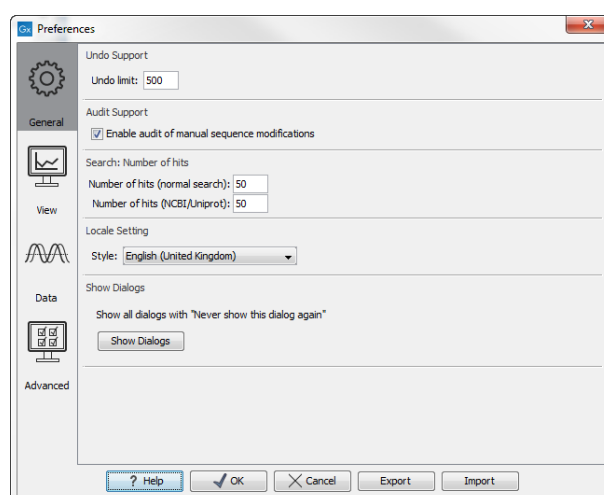 Gx Preferences
General
View
Data
Advanced
Undo Support
Undo limit: 500
Audit Support
Enable audit of manual sequence modifications
Search: Number of hits
Number of hits (normal search): 50
Number of hits (NCBI/Uniprot): 50
Locale Setting
Style: English (United Kingdom)
Show Dialogs
Show all dialogs with "Never show this dialog again"
Show Dialogs
? Help OK Cancel Export Import